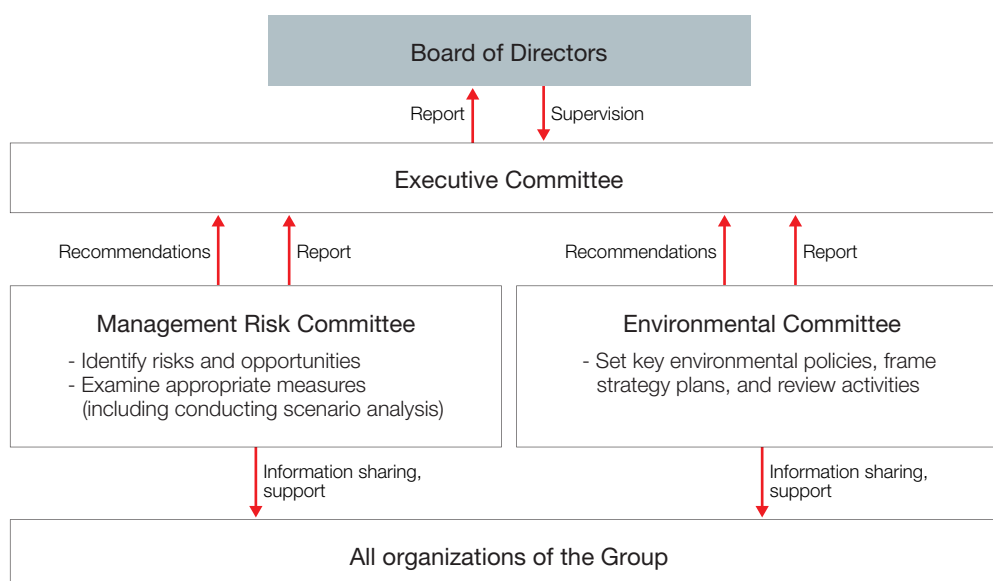 Board of Directors
Report
Supervision
Executive Committee
Recommendations
Report
Recommendations
Report
Management Risk Committee
- Identify risks and opportunities
- Examine appropriate measures
(including conducting scenario analysis)
Environmental Committee
- Set key environmental policies, frame
strategy plans, and review activities
Information sharing,
support
Information sharing,
support
All organizations of the Group